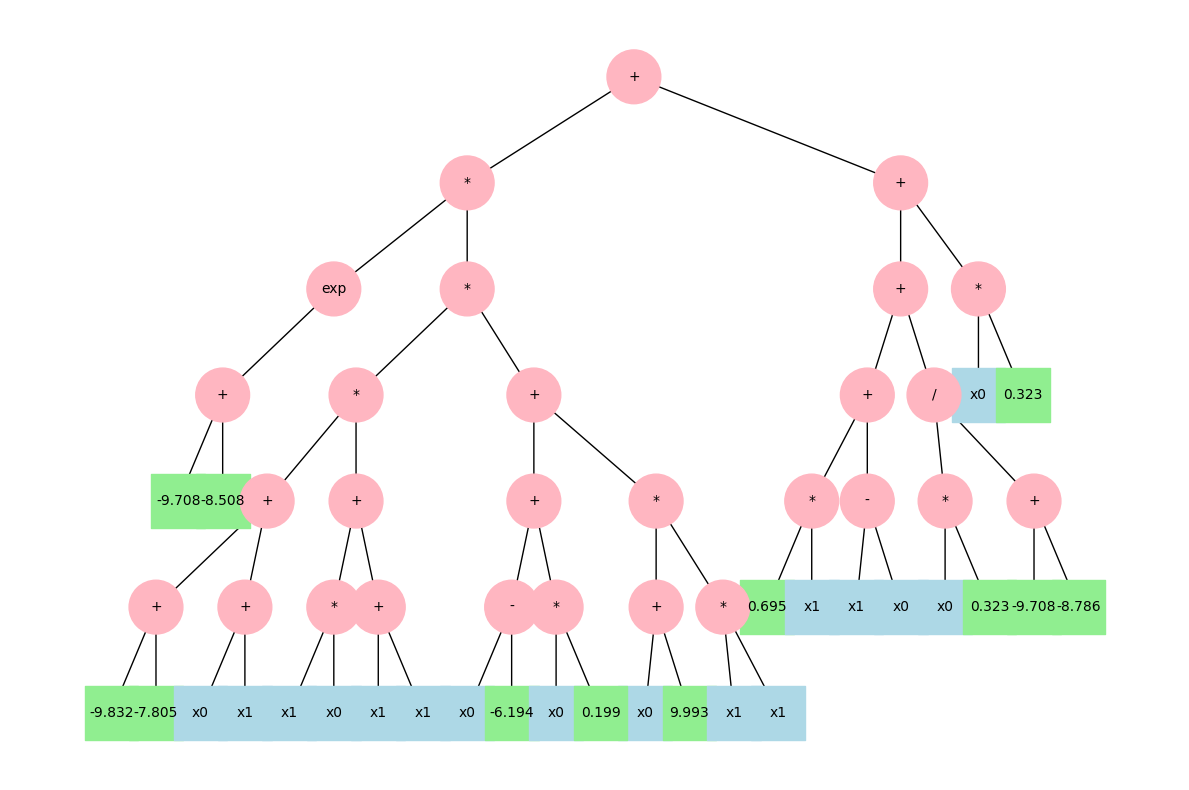 +
* +
exp * + *
+ * + + / x0 0.323
-9.708 -8.508 + + + * * - * +
+ + * + - * + * 0.695 x1 x1 x0 x0 0.323 -9.708 -8.786
-9.832 -7.805 x0 x1 x1 x0 x1 x1 x0 -6.194 x0 0.199 x0 9.993 x1 x1